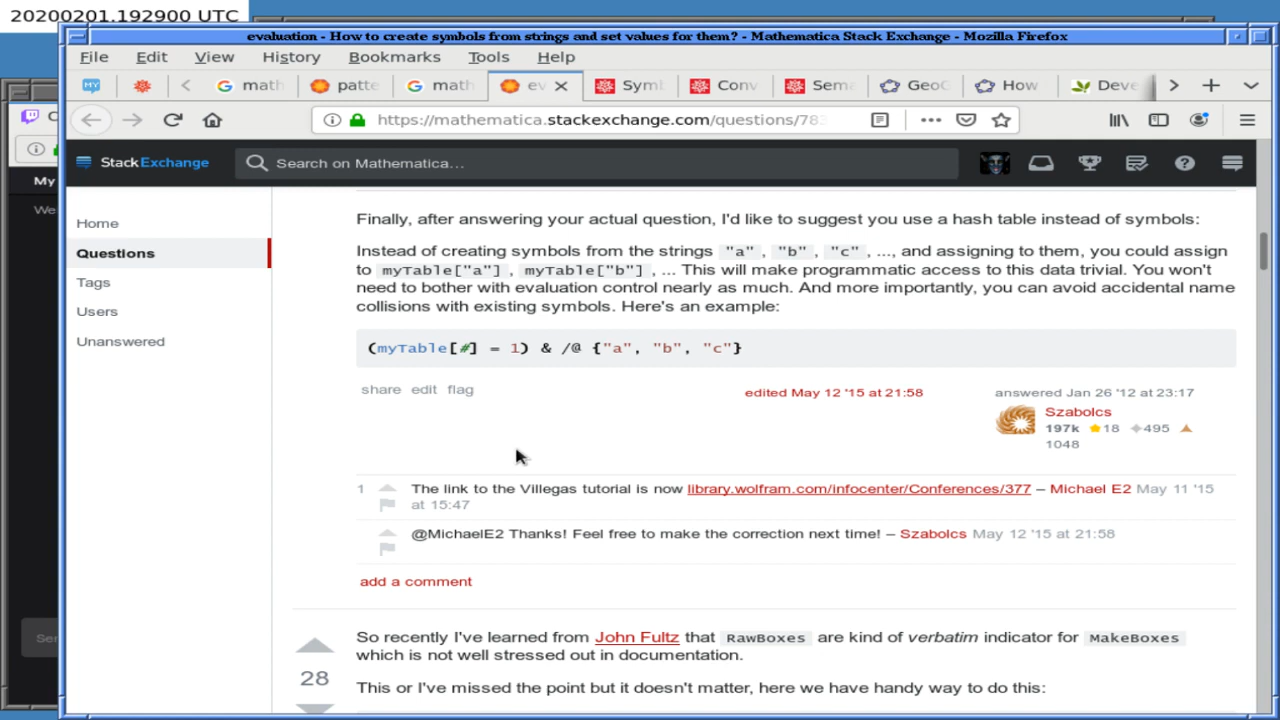 20200201.192900 UTC
evaluation - How to create symbols from strings and set values for them? - Mathematica Stack Exchange - Mozilla Firefox
File Edit View History Bookmarks Tools Help
math patte math ev Symb Conv Sema GeoC How Deve
https://mathematica.stackexchange.com/questions/78
StackExchange Search on Mathematica...
My
We
Home
Questions
Tags
Users
Unanswered
Finally, after answering your actual question, I'd like to suggest you use a hash table instead of symbols:
Instead of creating symbols from the strings "a", "b", "c", ..., and assigning to them, you could assign
to myTable["a"], myTable["b"], ... This will make programmatic access to this data trivial. You won't
need to bother with evaluation control nearly as much. And more importantly, you can avoid accidental name
collisions with existing symbols. Here's an example:
(myTable[#] = 1) & /@ {"a", "b", "c"}
share edit flag
edited May 12 '15 at 21:58
answered Jan 26 '12 at 23:17
Szabolcs
197k 18 495
1048
1 The link to the Villegas tutorial is now library.wolfram.com/infocenter/Conferences/377 – Michael E2 May 11 '15
at 15:47
@MichaelE2 Thanks! Feel free to make the correction next time! – Szabolcs May 12 '15 at 21:58
add a comment
Ser
28
So recently I've learned from John Fultz that RawBoxes are kind of verbatim indicator for MakeBoxes
which is not well stressed out in documentation.
This or I've missed the point but it doesn't matter, here we have handy way to do this: